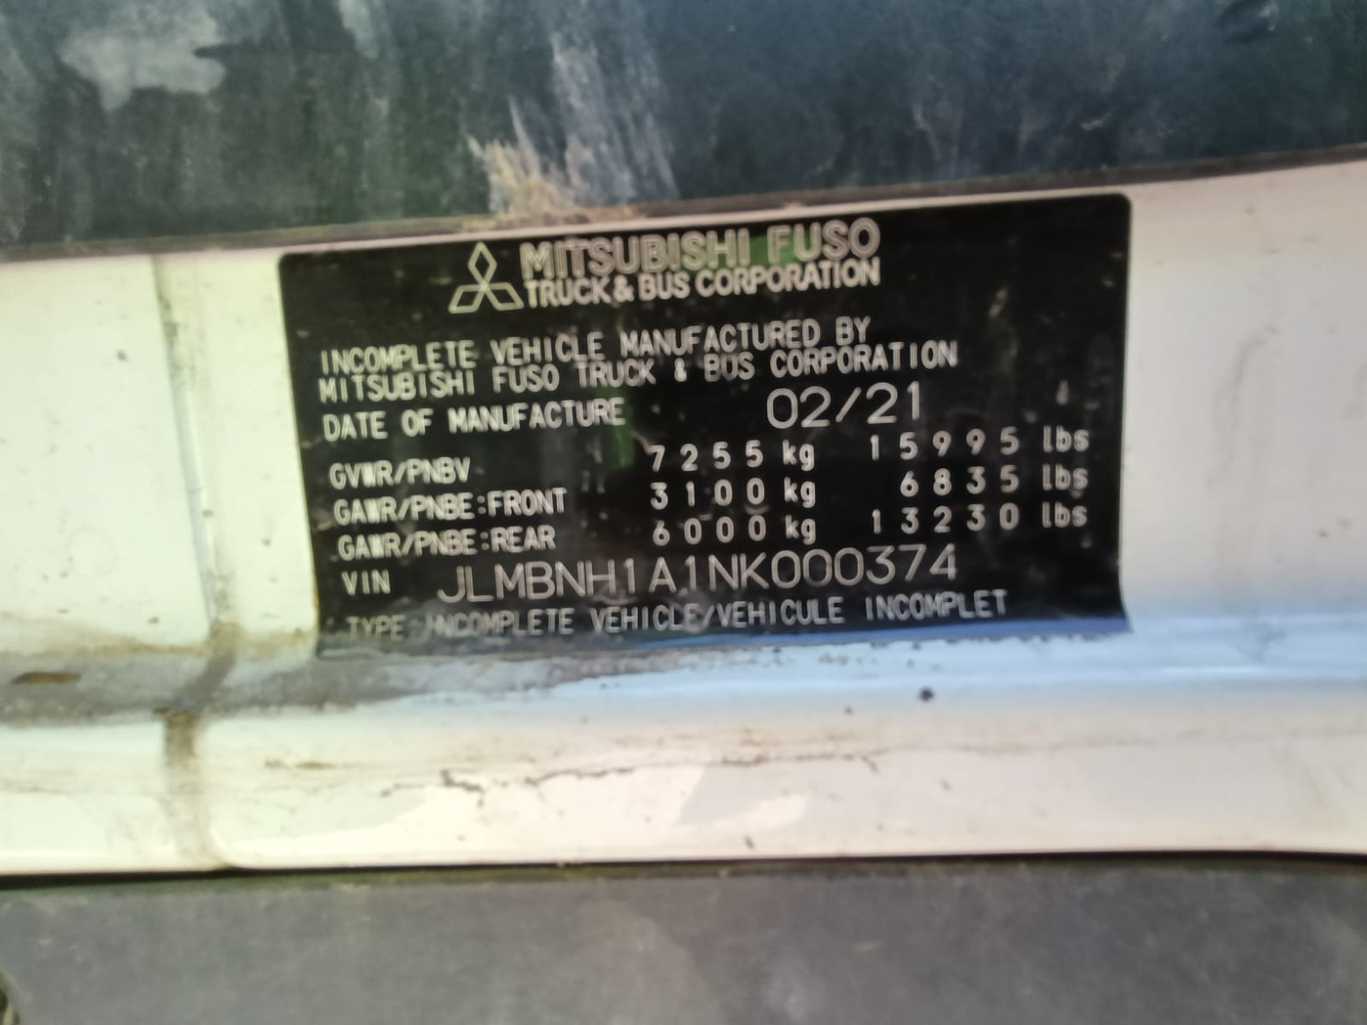 MITSUBISHI FUSO
TRUCK & BUS CORPORATION
INCOMPLETE VEHICLE MANUFACTURED BY
MITSUBISHI FUSO TRUCK & BUS CORPORATION
DATE OF MANUFACTURE 02/21
GVWR/PNBV 7255 kg 15995 lbs
GAWR/PNBE:FRONT 3100 kg 6835 lbs
GAWR/PNBE:REAR 6000 kg 13230 lbs
VIN JLMBNH1A1NK000374
TYPE INCOMPLETE VEHICLE/VEHICULE INCOMPLET